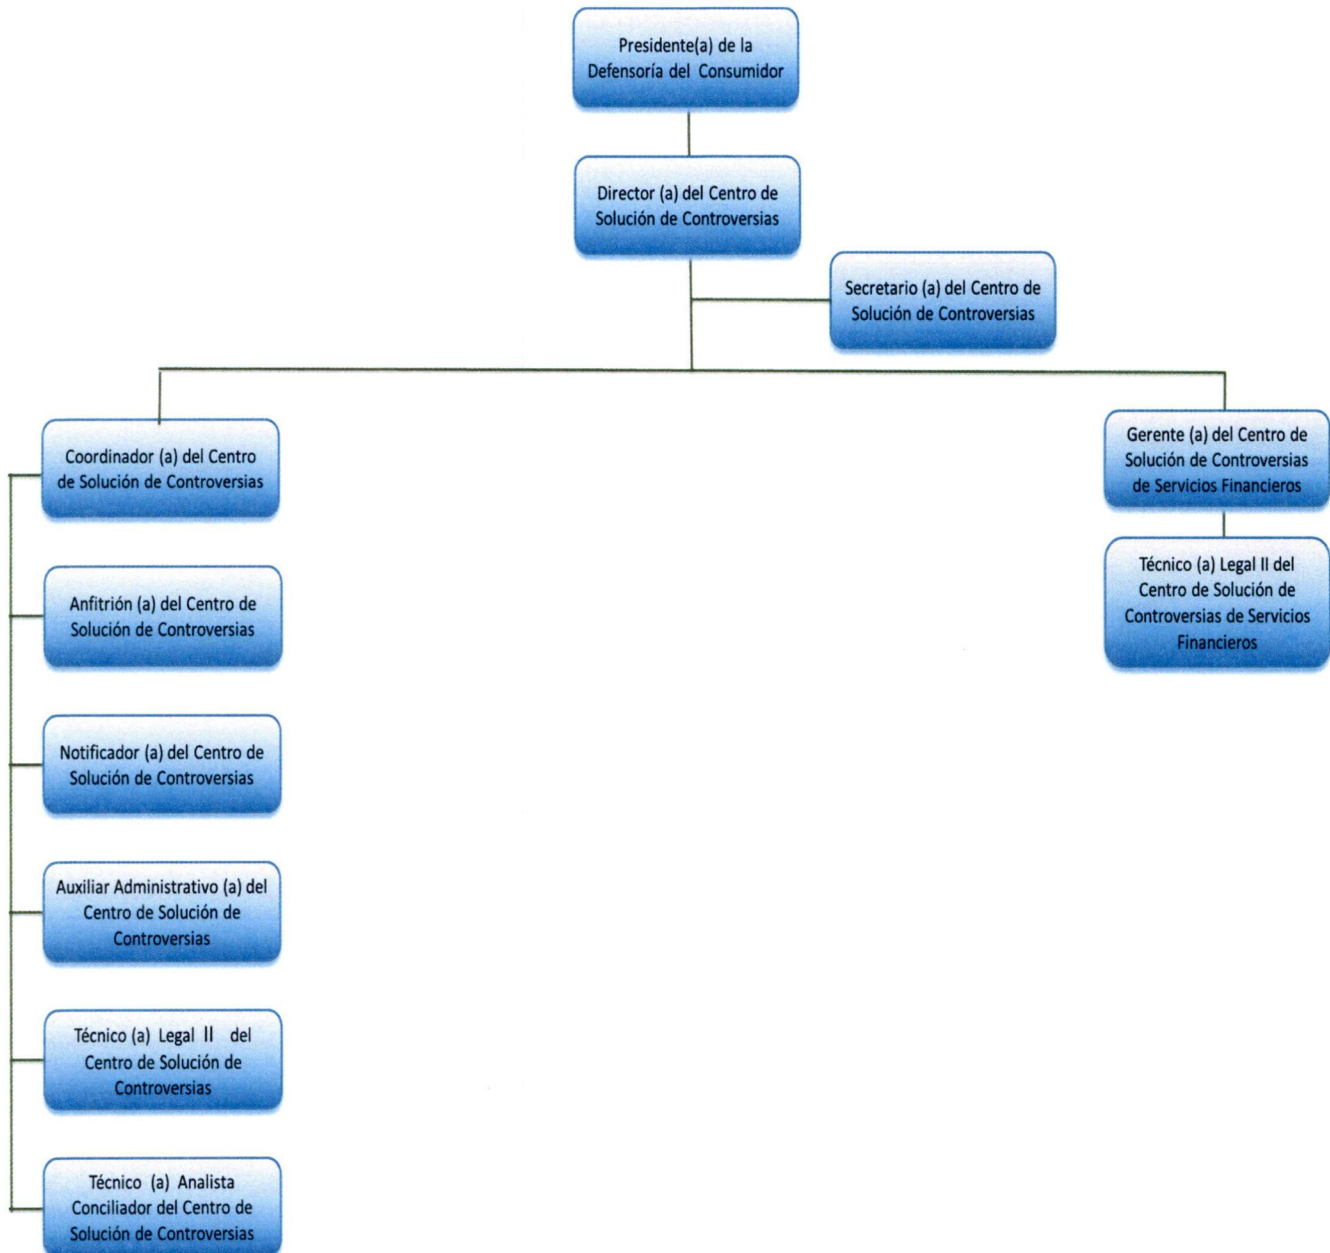 Presidente(a) de la
Defensoría del Consumidor
Director (a) del Centro de
Solución de Controversias
Secretario (a) del Centro de
Solución de Controversias
Coordinador (a) del Centro
de Solución de Controversias
Gerente (a) del Centro de
Solución de Controversias
de Servicios Financieros
Técnico (a) Legal II del
Centro de Solución de
Controversias de Servicios
Financieros
Anfitrión (a) del Centro de
Solución de Controversias
Notificador (a) del Centro de
Solución de Controversias
Auxiliar Administrativo (a) del
Centro de Solución de
Controversias
Técnico (a) Legal II del
Centro de Solución de
Controversias
Técnico (a) Analista
Conciliador del Centro de
Solución de Controversias